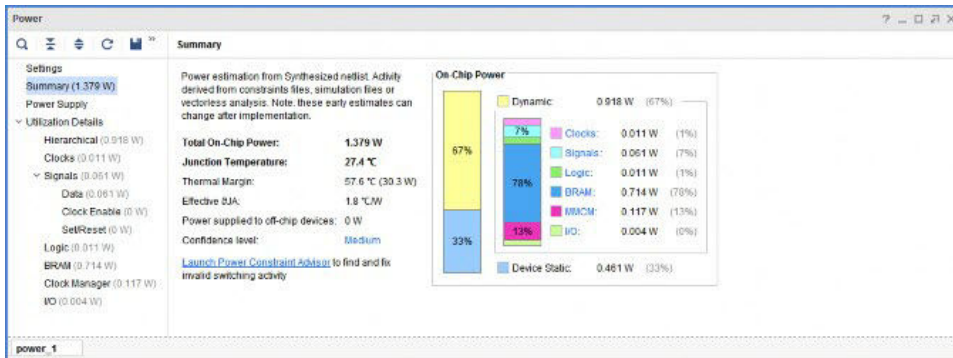 Power
? _ □ ↗ X
»
Summary
Settings
Summary (1.379 W)
Power Supply
Utilization Details
Hierarchical (0.918 W)
Clocks (0.011 W)
Signals (0.061 W)
Data (0.061 W)
Clock Enable (0 W)
Set/Reset (0 W)
Logic (0.011 W)
BRAM (0.714 W)
Clock Manager (0.117 W)
I/O (0.004 W)
Power estimation from Synthesized netlist. Activity
derived from constraints files, simulation files or
vectorless analysis. Note: these early estimates can
change after implementation.
Total On-Chip Power: 1.379 W
Junction Temperature: 27.4 °C
Thermal Margin: 57.6 °C (30.3 W)
Effective ϑJA: 1.8 °C/W
Power supplied to off-chip devices: 0 W
Confidence level: Medium
Launch Power Constraint Advisor to find and fix
invalid switching activity
On-Chip Power
67%
33%
Dynamic: 0.918 W (67%)
7%
78%
13%
Clocks: 0.011 W (1%)
Signals: 0.061 W (7%)
Logic: 0.011 W (1%)
BRAM: 0.714 W (78%)
MMCM: 0.117 W (13%)
I/O: 0.004 W (0%)
Device Static: 0.461 W (33%)
power_1